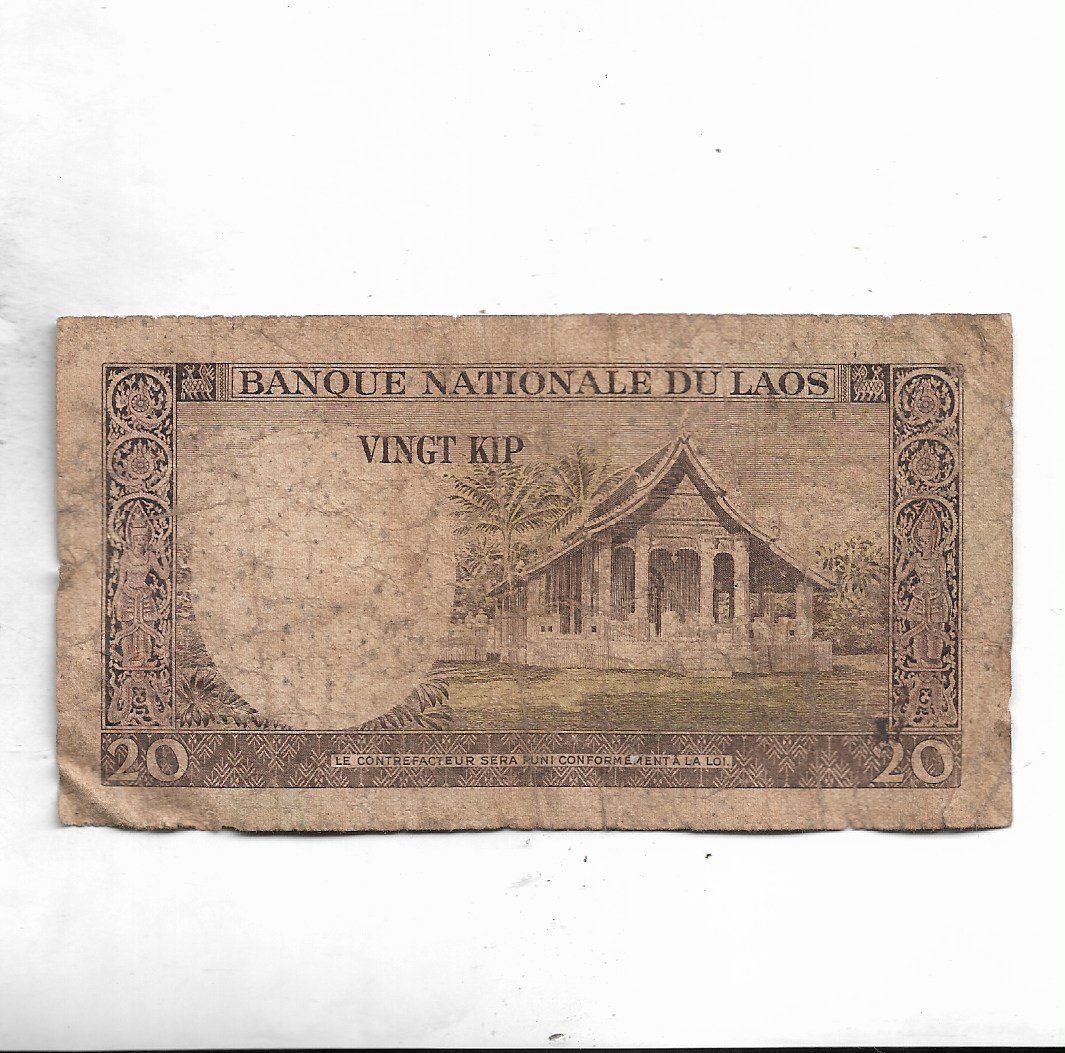 BANQUE NATIONALE DU LAOS
VINGT KIP
20
20
LE CONTREFACTEUR SERA PUNI CONFORMÉMENT À LA LOI.